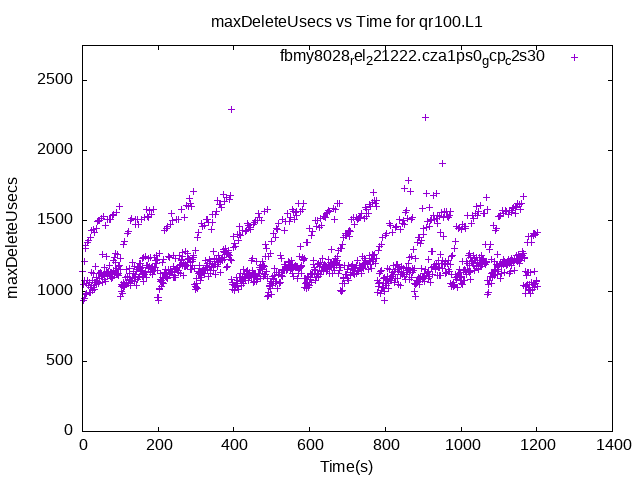 maxDeleteUsecs vs Time for qr100.L1
fbmy8028rel221222.cza1ps0gcpc2s30
2500
2000
1500
1000
500
0
maxDeleteUsecs
0 200 400 600 800 1000 1200 1400
Time(s)